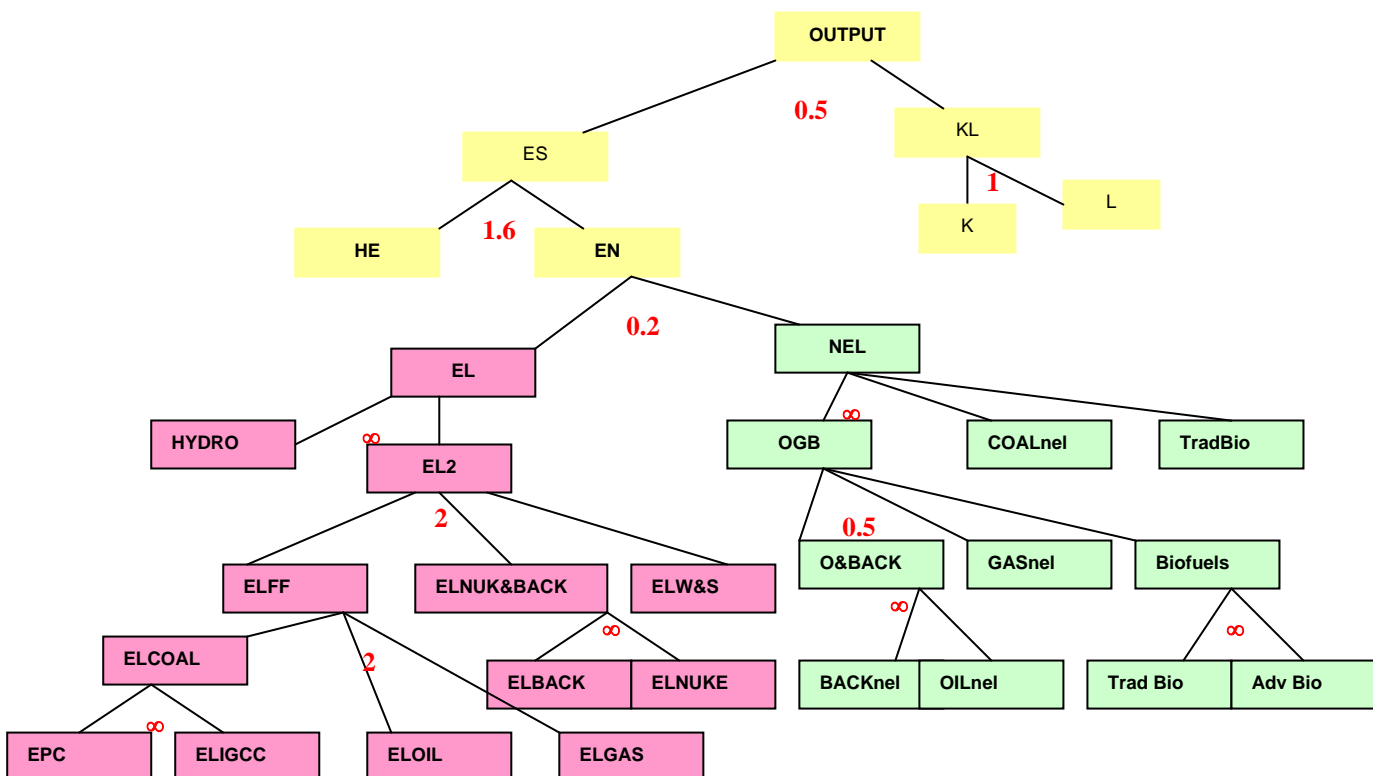 OUTPUT
0.5
KL
ES
1
L
K
1.6
HE
EN
0.2
NEL
EL
∞
∞
HYDRO
OGB
COALnel
TradBio
EL2
2
0.5
O&BACK
GASnel
Biofuels
ELFF
ELNUK&BACK
ELW&S
∞
∞
∞
ELCOAL
2
ELBACK
ELNUKE
BACKnel
OILnel
Trad Bio
Adv Bio
∞
EPC
ELIGCC
ELOIL
ELGAS